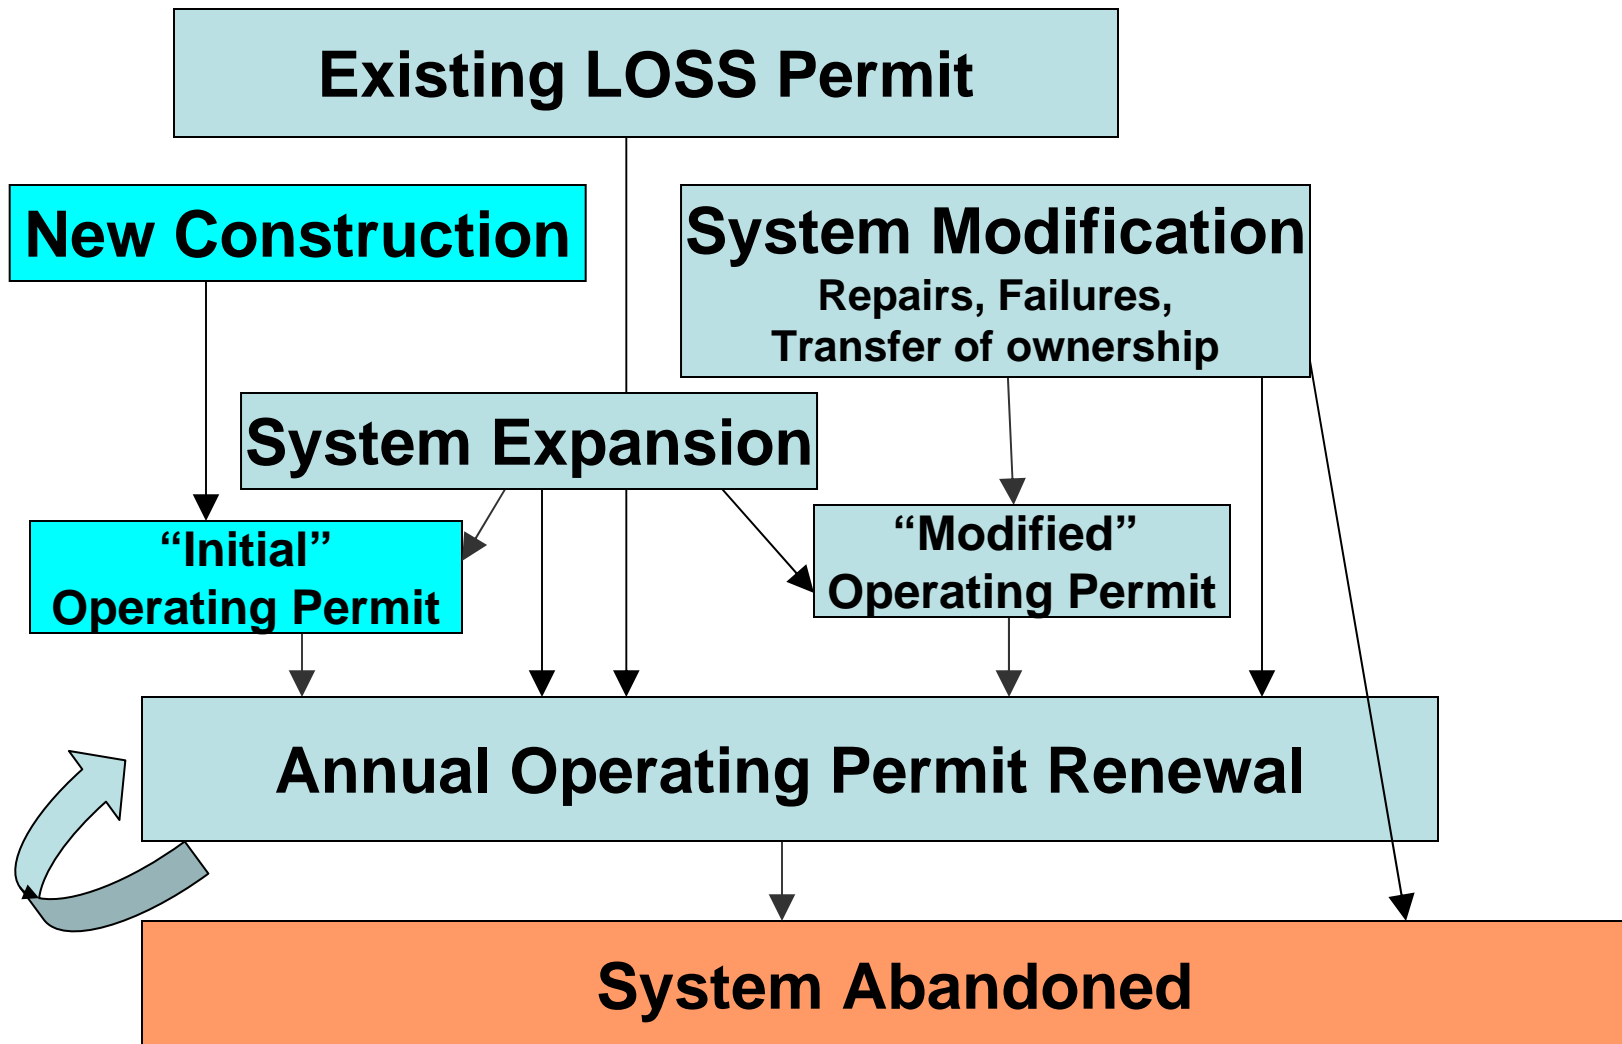 Existing LOSS Permit
New Construction
System Modification
Repairs, Failures,
Transfer of ownership
System Expansion
“Initial”
Operating Permit
“Modified”
Operating Permit
Annual Operating Permit Renewal
System Abandoned